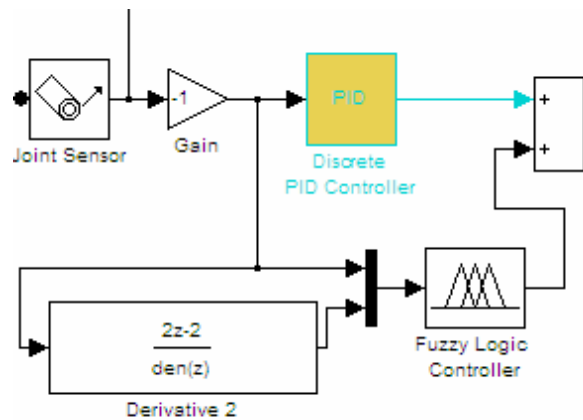 Joint Sensor
-1
Gain
PID
Discrete
PID Controller
+
+
2z-2
den(z)
Derivative 2
Fuzzy Logic
Controller